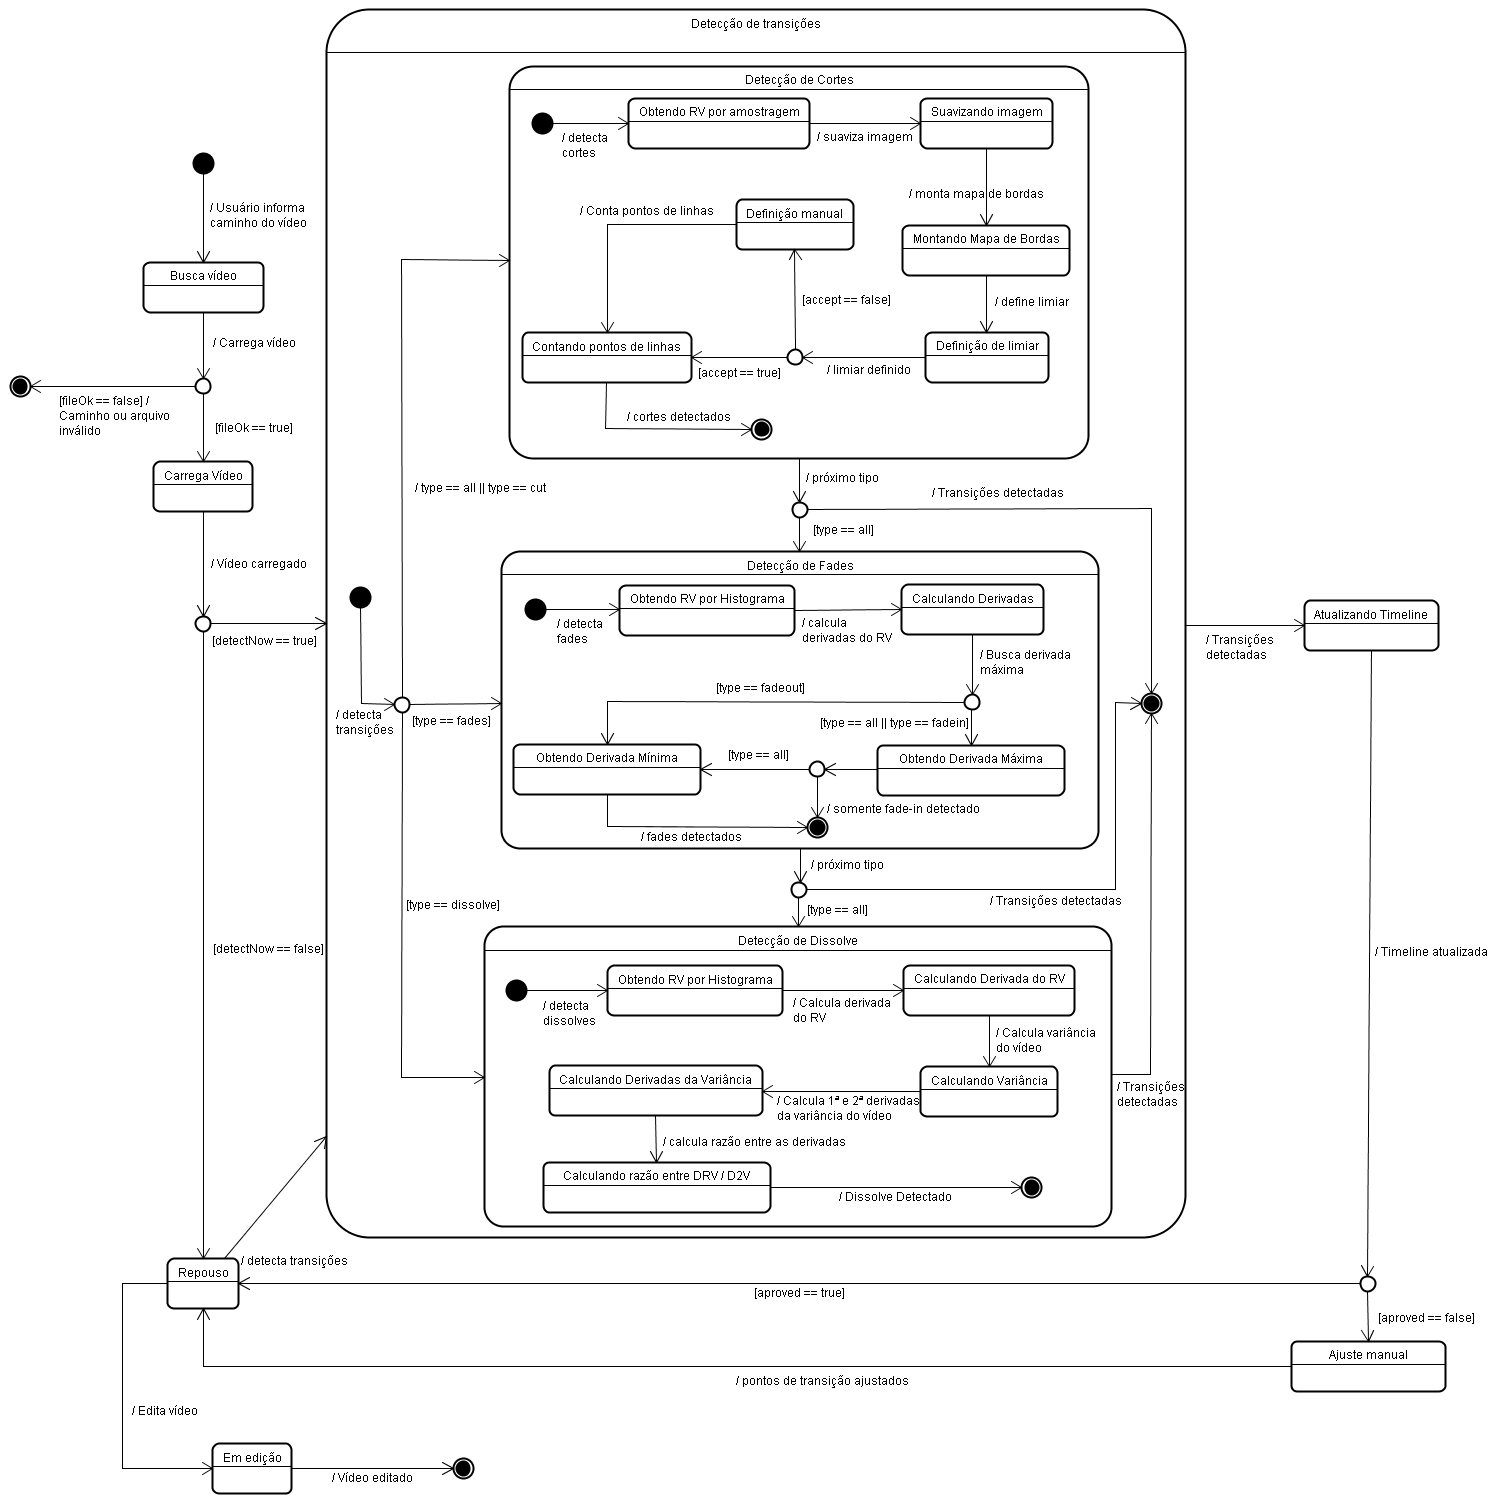 Detecção de transições
Detecção de Cortes
Obtendo RV por amostragem
Suavizando imagem
/ detecta
cortes
/ suaviza imagem
/ monta mapa de bordas
/ Conta pontos de linhas
Definição manual
Montando Mapa de Bordas
[accept == false]
/ define limiar
Contando pontos de linhas
Definição de limiar
[accept == true]
/ limiar definido
/ cortes detectados
/ Usuário informa
caminho do vídeo
Busca vídeo
/ Carrega vídeo
[fileOk == false] /
Caminho ou arquivo
inválido
[fileOk == true]
Carrega Vídeo
/ Vídeo carregado
[detectNow == true]
[detectNow == false]
/ type == all || type == cut
/ próximo tipo
/ Transições detectadas
[type == all]
/ detecta
transições
[type == fades]
[type == dissolve]
Detecção de Fades
Obtendo RV por Histograma
Calculando Derivadas
/ detecta
fades
/ calcula
derivadas do RV
/ Busca derivada
máxima
[type == fadeout]
[type == all || type == fadein]
Obtendo Derivada Mínima
[type == all]
Obtendo Derivada Máxima
/ somente fade-in detectado
/ fades detectados
/ próximo tipo
/ Transições detectadas
[type == all]
Detecção de Dissolve
Obtendo RV por Histograma
Calculando Derivada do RV
/ detecta
dissolves
/ Calcula derivada
do RV
/ Calcula variância
do vídeo
Calculando Derivadas da Variância
Calculando Variância
/ Calcula 1ª e 2ª derivadas
da variância do vídeo
/ calcula razão entre as derivadas
Calculando razão entre DRV / D2V
/ Dissolve Detectado
/ Transições
detectadas
/ Transições
detectadas
Atualizando Timeline
/ Timeline atualizada
Repouso
/ detecta transições
[aproved == true]
[aproved == false]
Ajuste manual
/ pontos de transição ajustados
/ Edita vídeo
Em edição
/ Vídeo editado